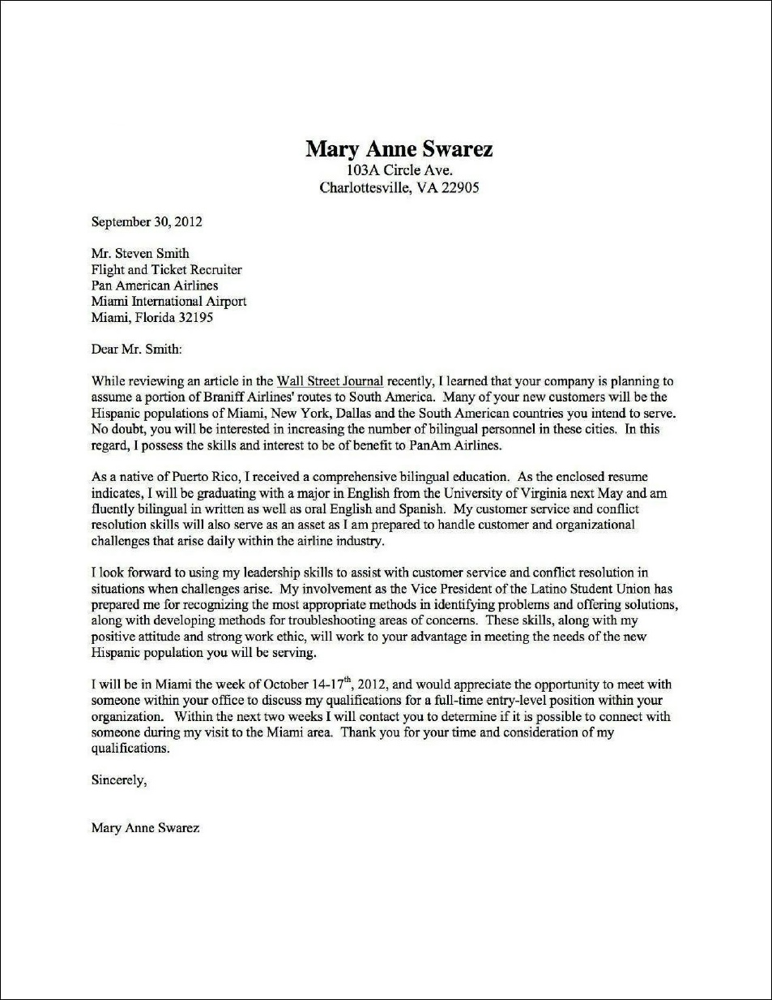 Mary Anne Swarez
103A Circle Ave.
Charlottesville, VA 22905
September 30, 2012
Mr. Steven Smith
Flight and Ticket Recruiter
Pan American Airlines
Miami International Airport
Miami, Florida 32195
Dear Mr. Smith:
While reviewing an article in the Wall Street Journal recently, I learned that your company is planning to
assume a portion of Braniff Airlines' routes to South America. Many of your new customers will be the
Hispanic populations of Miami, New York, Dallas and the South American countries you intend to serve.
No doubt, you will be interested in increasing the number of bilingual personnel in these cities. In this
regard, I possess the skills and interest to be of benefit to PanAm Airlines.
As a native of Puerto Rico, I received a comprehensive bilingual education. As the enclosed resume
indicates, I will be graduating with a major in English from the University of Virginia next May and am
fluently bilingual in written as well as oral English and Spanish. My customer service and conflict
resolution skills will also serve as an asset as I am prepared to handle customer and organizational
challenges that arise daily within the airline industry.
I look forward to using my leadership skills to assist with customer service and conflict resolution in
situations when challenges arise. My involvement as the Vice President of the Latino Student Union has
prepared me for recognizing the most appropriate methods in identifying problems and offering solutions,
along with developing methods for troubleshooting areas of concerns. These skills, along with my
positive attitude and strong work ethic, will work to your advantage in meeting the needs of the new
Hispanic population you will be serving.
I will be in Miami the week of October 14-17th, 2012, and would appreciate the opportunity to meet with
someone within your office to discuss my qualifications for a full-time entry-level position within your
organization. Within the next two weeks I will contact you to determine if it is possible to connect with
someone during my visit to the Miami area. Thank you for your time and consideration of my
qualifications.
Sincerely,
Mary Anne Swarez